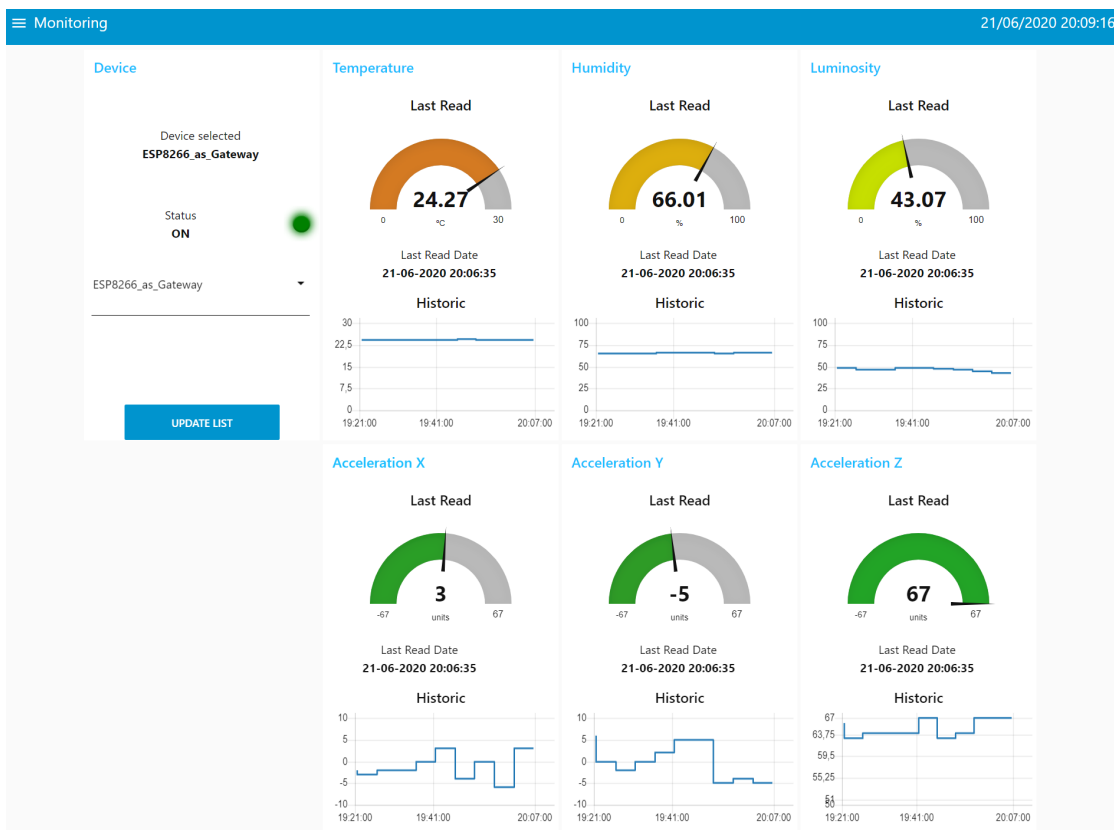 Monitoring
21/06/2020 20:09:16
Device
Device selected
ESP8266_as_Gateway
Status
ON
ESP8266_as_Gateway
UPDATE LIST
Temperature
Last Read
24.27
0
ºC
30
Last Read Date
21-06-2020 20:06:35
Historic
30
22,5
15
7,5
0
19:21:00 19:41:00 20:07:00
Humidity
Last Read
66.01
0
%
100
Last Read Date
21-06-2020 20:06:35
Historic
100
75
50
25
0
19:21:00 19:41:00 20:07:00
Luminosity
Last Read
43.07
0
%
100
Last Read Date
21-06-2020 20:06:35
Historic
100
75
50
25
0
19:21:00 19:41:00 20:07:00
Acceleration X
Last Read
3
-67
units
67
Last Read Date
21-06-2020 20:06:35
Historic
10
5
0
-5
-10
19:21:00 19:41:00 20:07:00
Acceleration Y
Last Read
-5
-67
units
67
Last Read Date
21-06-2020 20:06:35
Historic
10
5
0
-5
-10
19:21:00 19:41:00 20:07:00
Acceleration Z
Last Read
67
-67
units
67
Last Read Date
21-06-2020 20:06:35
Historic
67
63,75
59,5
55,25
51
50
19:21:00 19:41:00 20:07:00